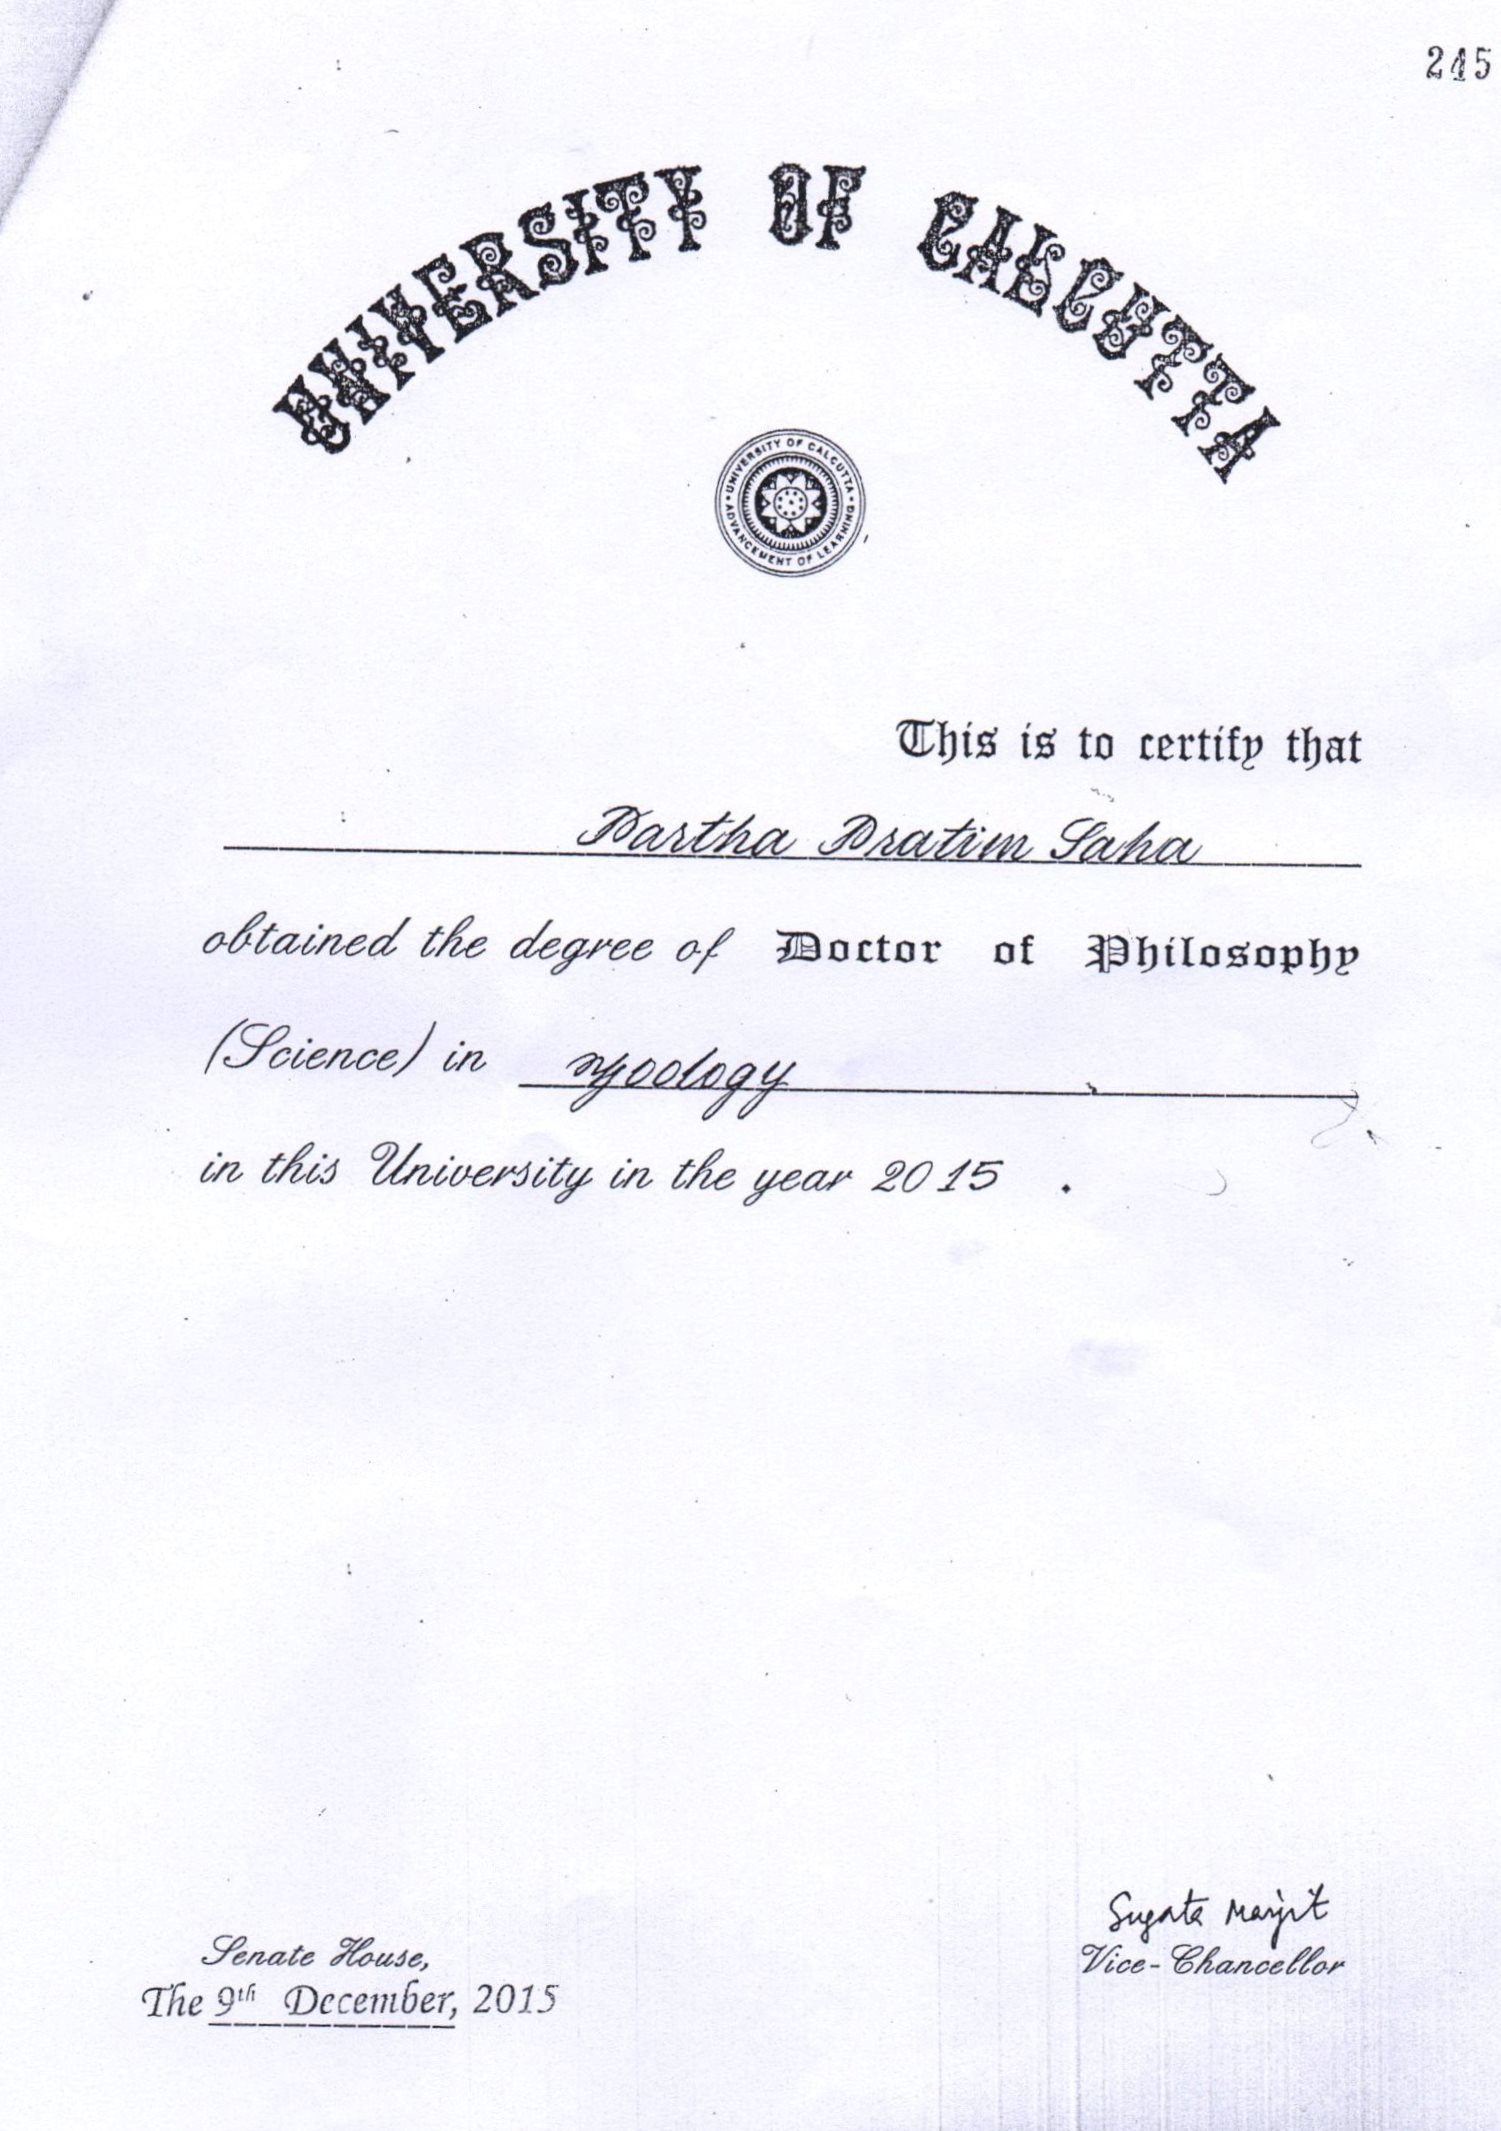 245
UNIVERSITY OF CALCUTTA
UNIVERSITY OF CALCUTTA
ADVANCEMENT OF LEARNING
This is to certify that
Partha Pratim Saha
obtained the degree of Doctor of Philosophy
(Science) in Zoology
in this University in the year 2015 .
Sugata Marjit
Senate House,
Vice-Chancellor
The 9th December, 2015